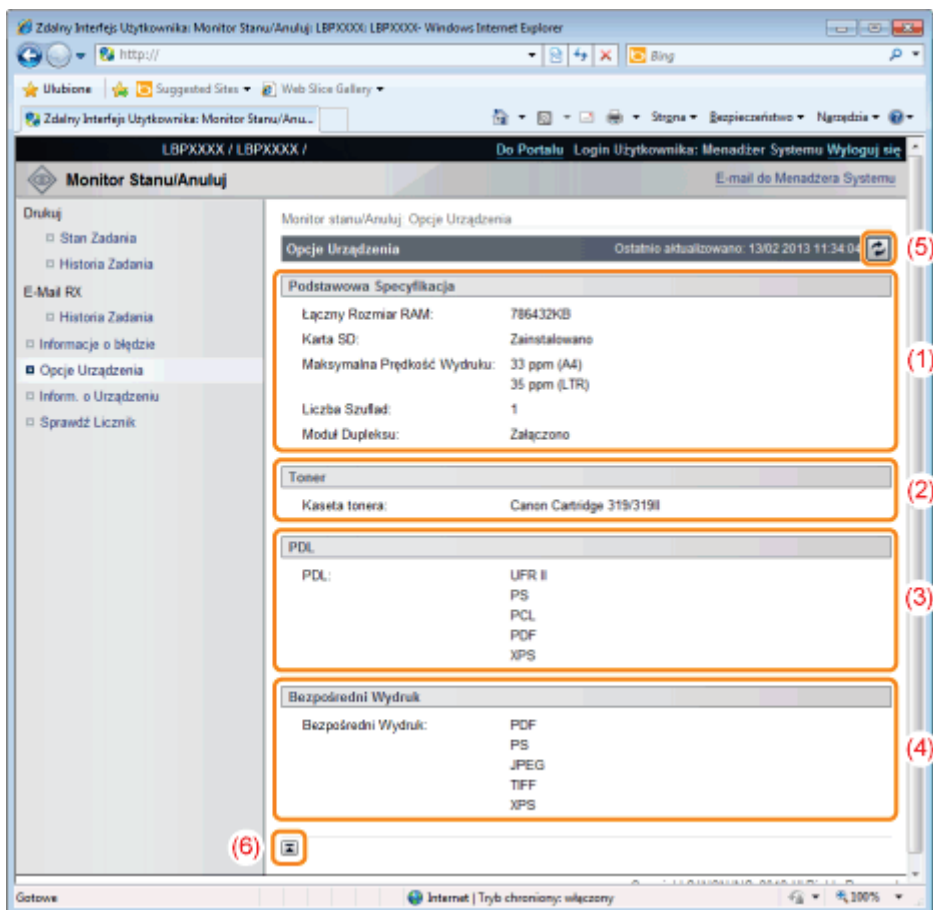 Zdalny Interfejs Użytkownika: Monitor Stanu/Anuluj: LBPXXXX: LBPXXXX- Windows Internet Explorer
http://
Bing
Ulubione Suggested Sites Web Slice Gallery
Zdalny Interfejs Użytkownika: Monitor Stanu/Anu... Strona Bezpieczeństwo Narzędzia
LBPXXXX / LBPXXXX / Do Portalu Login Użytkownika: Menadżer Systemu Wyloguj się
Monitor Stanu/Anuluj E-mail do Menadżera Systemu
Drukuj
Stan Zadania
Historia Zadania
E-Mail RX
Historia Zadania
Informacje o błędzie
Opcje Urządzenia
Inform. o Urządzeniu
Sprawdź Licznik
Monitor stanu/Anuluj: Opcje Urządzenia
Opcje Urządzenia Ostatnio aktualizowano: 13/02 2013 11:34:04 (5)
Podstawowa Specyfikacja
Łączny Rozmiar RAM: 786432KB
Karta SD: Zainstalowano
Maksymalna Prędkość Wydruku: 33 ppm (A4)
35 ppm (LTR)
(1)
Liczba Szuflad: 1
Moduł Dupleksu: Załączono
Toner
(2)
Kaseta tonera: Canon Cartridge 319/319II
PDL
PDL: UFR II
PS
(3)
PCL
PDF
XPS
Bezpośredni Wydruk
Bezpośredni Wydruk: PDF
PS
(4)
JPEG
TIFF
XPS
(6)
Gotowe Internet | Tryb chroniony: włączony 100%